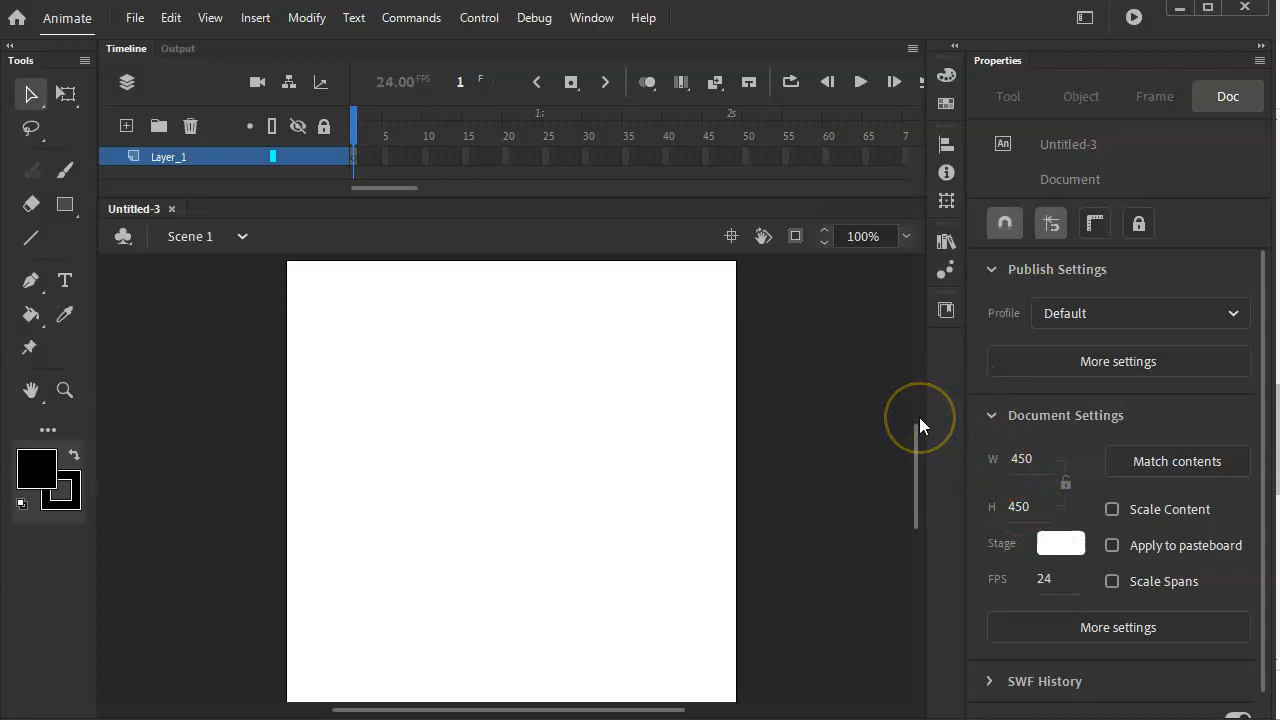 Animate File Edit View Insert Modify Text Commands Control Debug Window Help
Tools
Timeline Output
24.00 FPS 1 F
1s 2s
5 10 15 20 25 30 35 40 45 50 55 60 65 7
Layer_1
Untitled-3
Scene 1
100%
Properties
Tool Object Frame Doc
An Untitled-3
Document
Publish Settings
Profile Default
More settings
Document Settings
W 450
Match contents
H 450
Scale Content
Stage
Apply to pasteboard
FPS 24
Scale Spans
More settings
SWF History